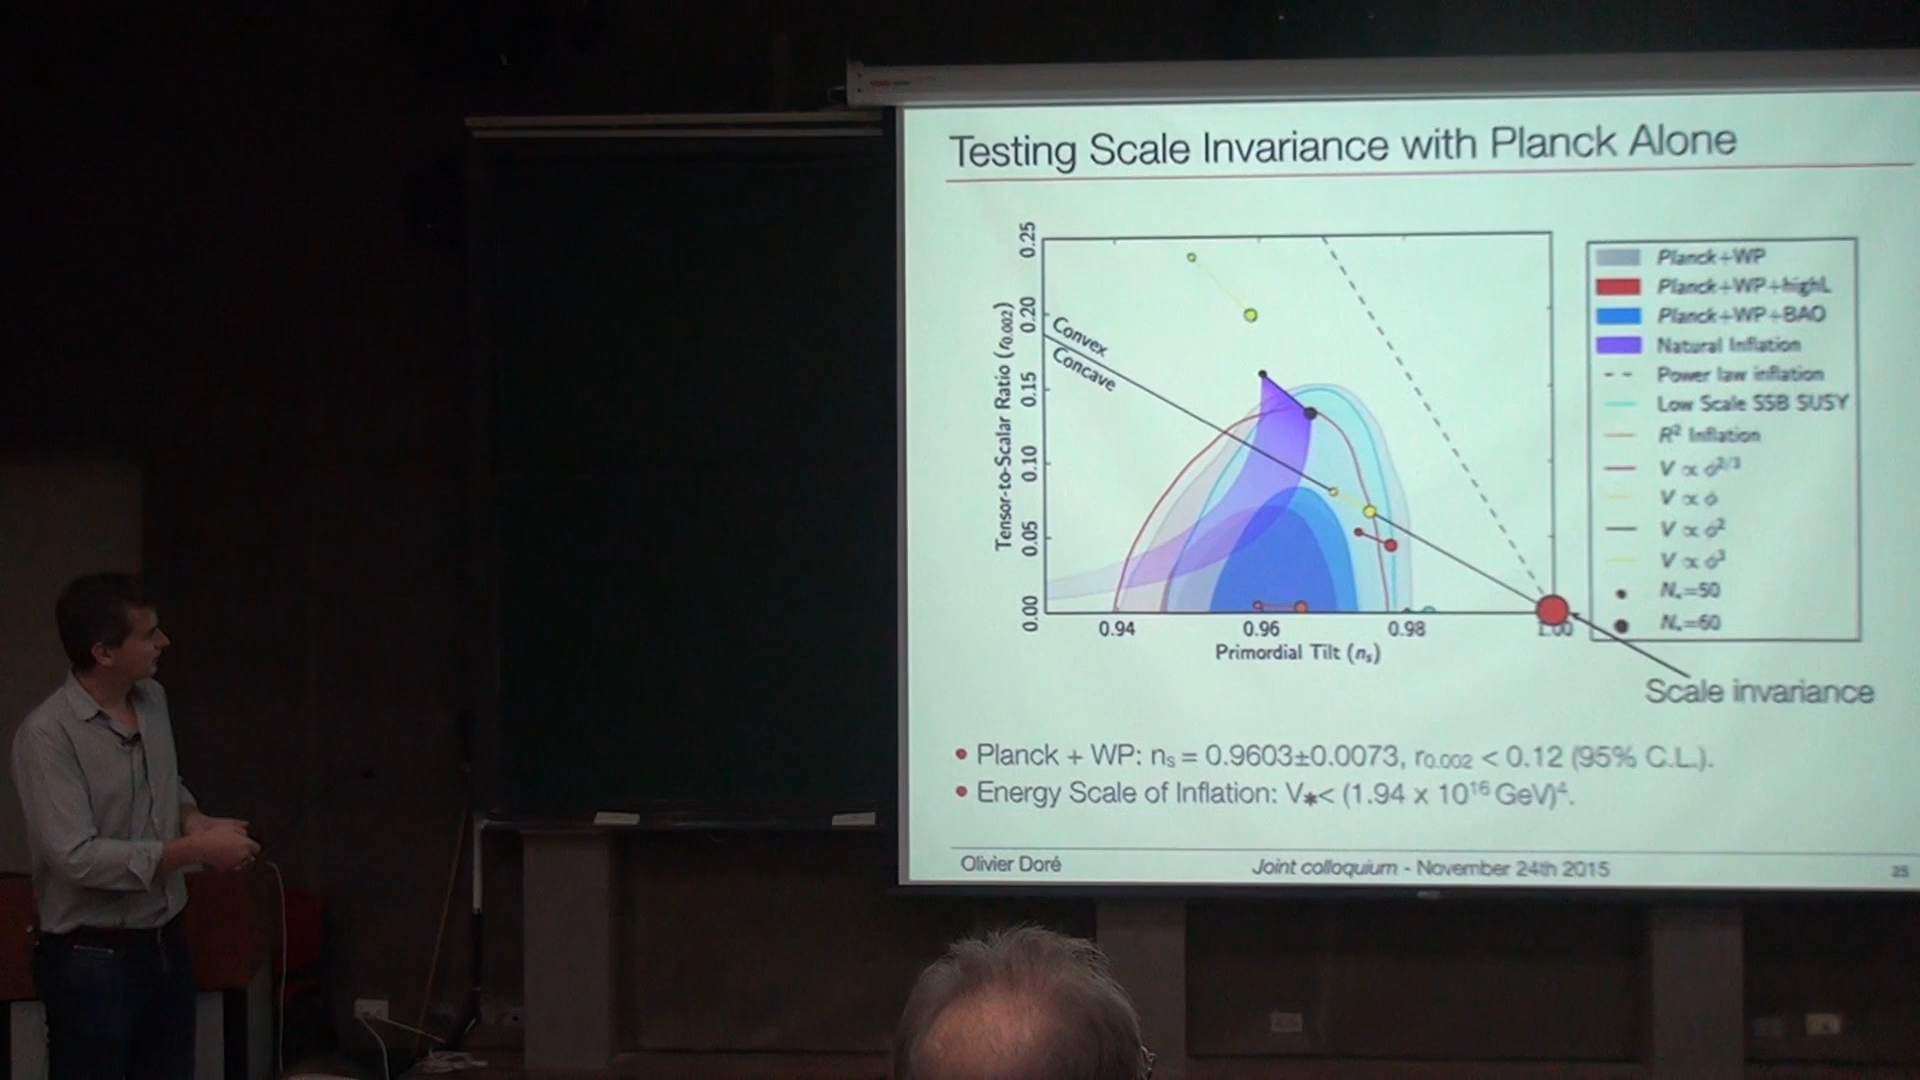 Testing Scale Invariance with Planck Alone
0.25
0.20
0.15
0.10
0.05
0.00
Tensor-to-Scalar Ratio (r0.002)
Convex
Concave
0.94
0.96
0.98
1.00
Primordial Tilt (ns)
Planck+WP
Planck+WP+highL
Planck+WP+BAO
Natural Inflation
Power law inflation
Low Scale SSB SUSY
R² Inflation
V ∝ ϕ^2/3
V ∝ ϕ
V ∝ ϕ²
V ∝ ϕ³
N*=50
N*=60
Scale invariance
• Planck + WP: ns = 0.9603±0.0073, r0.002 < 0.12 (95% C.L.).
• Energy Scale of Inflation: V*< (1.94 x 10¹⁶ GeV)⁴.
Olivier Doré
Joint colloquium - November 24th 2015